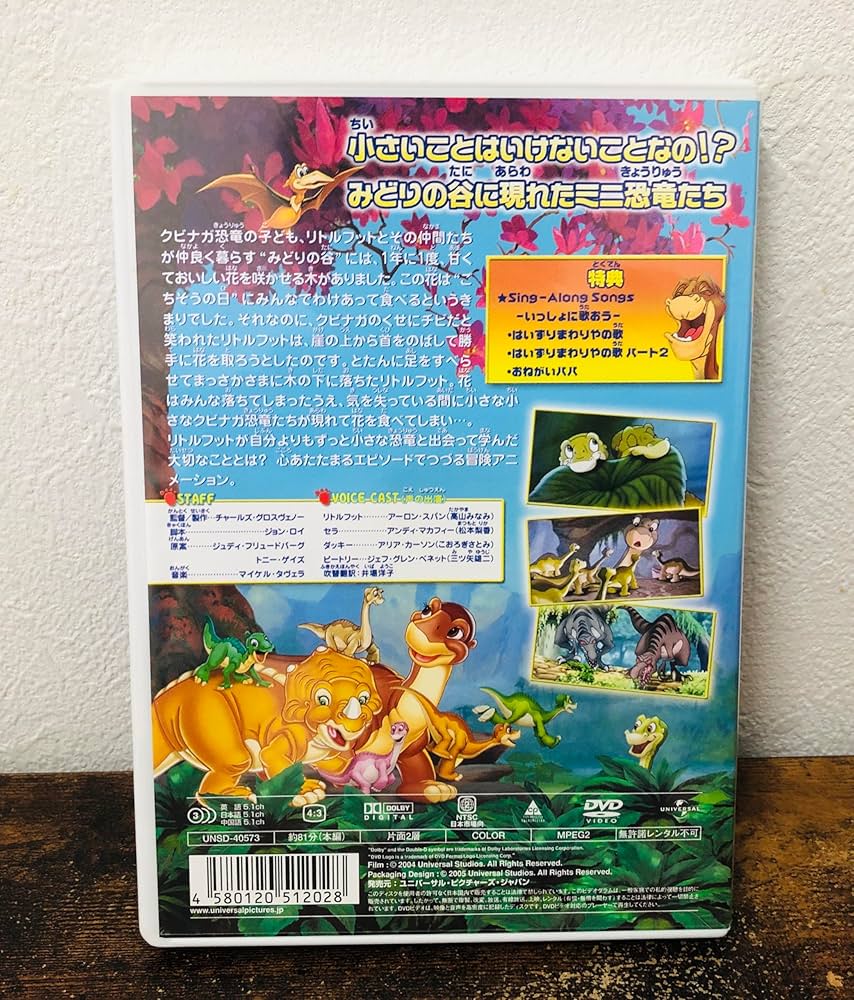 小さいことはいけないことなの!?
みどりの谷に現れたミニ恐竜たち
クビナガ恐竜の子ども、リトルフットとその仲間たち
が仲良く暮らす“みどりの谷”には、1年に1度、甘く
ておいしい花を咲かせる木がありました。この花は“ご
ちそうの日”にみんなでわけあって食べるというき
まりでした。それなのに、クビナガのくせにチビだと
笑われたリトルフットは、崖の上から首をのばして勝
手に花を取ろうとしたのです。とたんに足をすべら
せてまっさかさまに木の下に落ちたリトルフット。花
はみんな落ちてしまったうえ、気を失っている間に小さな小
さなクビナガ恐竜たちが現れて花を食べてしまい…。
リトルフットが自分よりもずっと小さな恐竜と出会って学んだ
大切なこととは? 心あたたまるエピソードでつづる冒険アニ
メーション。
特典
★Sing-Along Songs
-いっしょに歌おう-
・はいずりまわりやの歌
・はいずりまわりやの歌 パート2
・おねがいパパ
STAFF
監督/製作…チャールズ・グロスヴェノー
脚本…………ジョン・ロイ
原案………ジュディ・フリュードバーグ
トニー・ゲイズ
音楽…………マイケル・タヴェラ
VOICE-CAST(声の出演)
リトルフット……アーロン・スパン(高山みなみ)
セラ………アンディ・マカフィー(松本梨香)
ダッキー……アリア・カーソン(こおろぎさとみ)
ピートリー……ジェフ・グレン・ベネット(三ツ矢雄二)
吹替翻訳:井場洋子
3
英語 5.1ch
日本語 5.1ch
中国語 5.1ch
4:3
DOLBY DIGITAL
2
NTSC
日本市場向
DVD VIDEO
UNIVERSAL
UNSD-40573
約81分(本編)
片面2層
COLOR
MPEG2
無許諾レンタル不可
"Dolby" and the Double-D symbol are trademarks of Dolby Laboratories Licensing Corporation.
"DVD Logo is a trademark of DVD Format/Logo Licensing Corp."
Film : © 2004 Universal Studios. All Rights Reserved.
Packaging Design : © 2005 Universal Studios. All Rights Reserved.
発売元:ユニバーサル・ピクチャーズ・ジャパン
4 580120 512028
www.universalpictures.jp